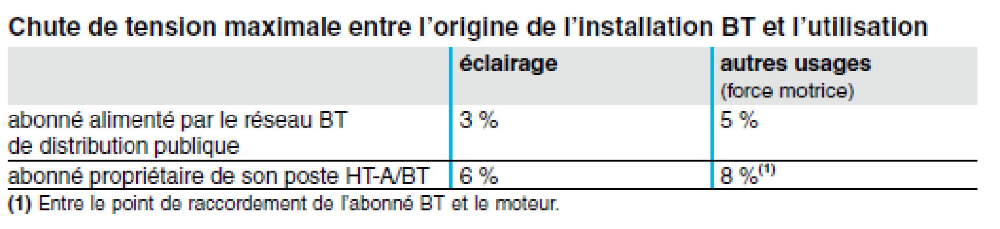 Chute de tension maximale entre l'origine de l'installation BT et l'utilisation
éclairage autres usages
(force motrice)
abonné alimenté par le réseau BT 3 % 5 %
de distribution publique
abonné propriétaire de son poste HT-A/BT 6 % 8 %(1)
(1) Entre le point de raccordement de l'abonné BT et le moteur.